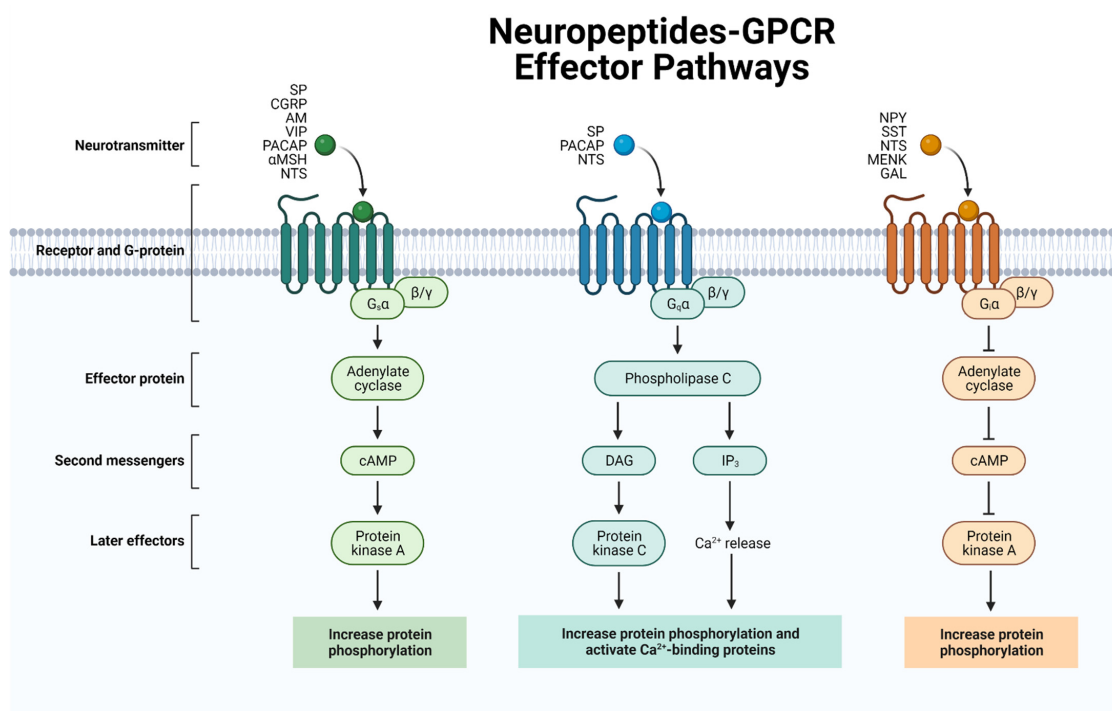 Neuropeptides-GPCR
Effector Pathways
Neurotransmitter
SP
CGRP
AM
VIP
PACAP
αMSH
NTS
SP
PACAP
NTS
NPY
SST
NTS
MENK
GAL
Receptor and G-protein
Gₛα
β/γ
G_qα
β/γ
Gᵢα
β/γ
Effector protein
Adenylate
cyclase
Phospholipase C
Adenylate
cyclase
Second messengers
cAMP
DAG
IP₃
cAMP
Later effectors
Protein
kinase A
Protein
kinase C
Ca²⁺ release
Protein
kinase A
Increase protein
phosphorylation
Increase protein phosphorylation and
activate Ca²⁺-binding proteins
Increase protein
phosphorylation